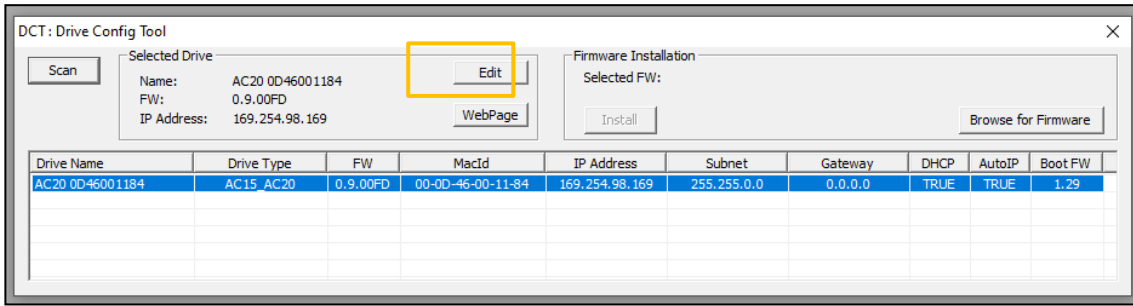 DCT : Drive Config Tool
Scan
Selected Drive
Name: AC20 0D46001184
FW: 0.9.00FD
IP Address: 169.254.98.169
Edit
WebPage
Firmware Installation
Selected FW:
Install
Browse for Firmware
Drive Name Drive Type FW MacId IP Address Subnet Gateway DHCP AutoIP Boot FW
AC20 0D46001184 AC15_AC20 0.9.00FD 00-0D-46-00-11-84 169.254.98.169 255.255.0.0 0.0.0.0 TRUE TRUE 1.29